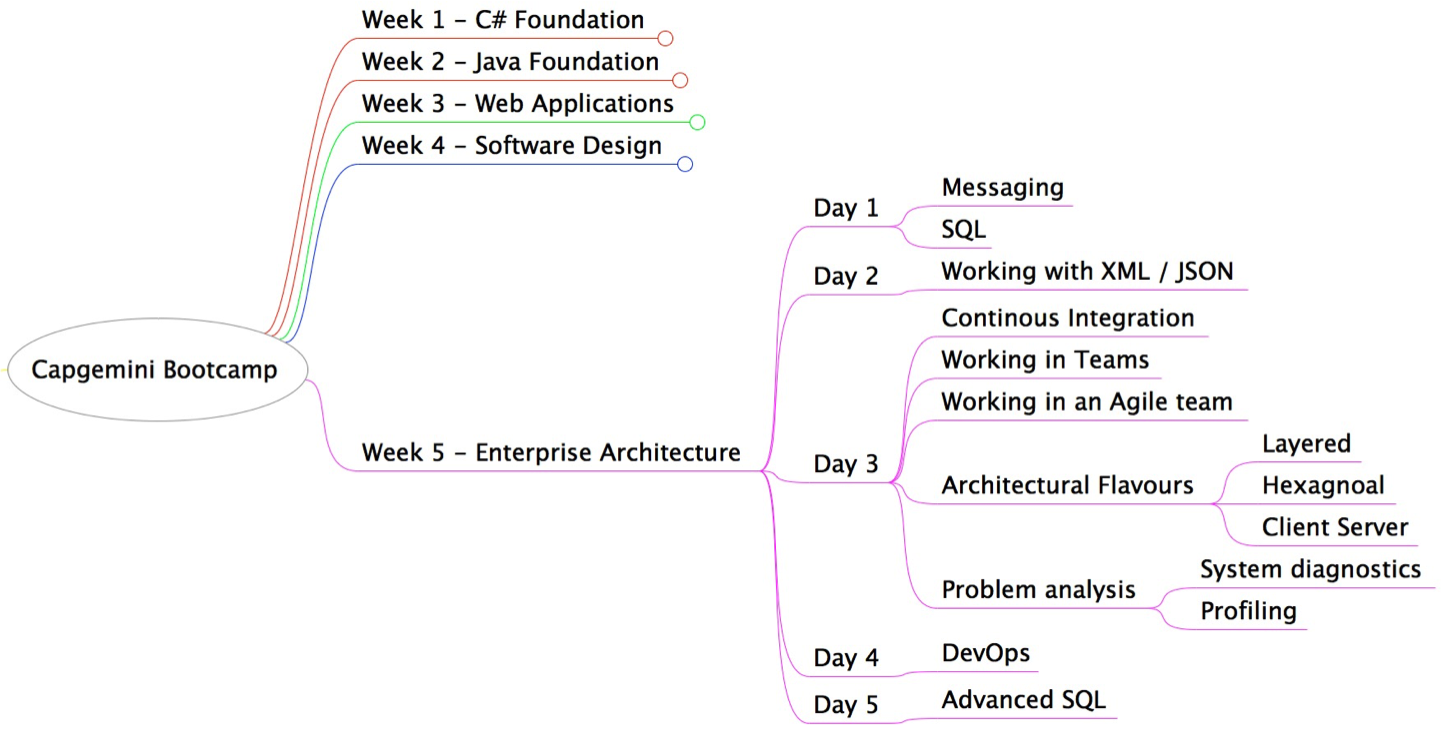 Week 1 – C# Foundation
Week 2 – Java Foundation
Week 3 – Web Applications
Week 4 – Software Design
Capgemini Bootcamp
Week 5 – Enterprise Architecture
Day 1
Messaging
SQL
Day 2
Working with XML / JSON
Day 3
Continous Integration
Working in Teams
Working in an Agile team
Architectural Flavours
Layered
Hexagnoal
Client Server
Problem analysis
System diagnostics
Profiling
Day 4
DevOps
Day 5
Advanced SQL